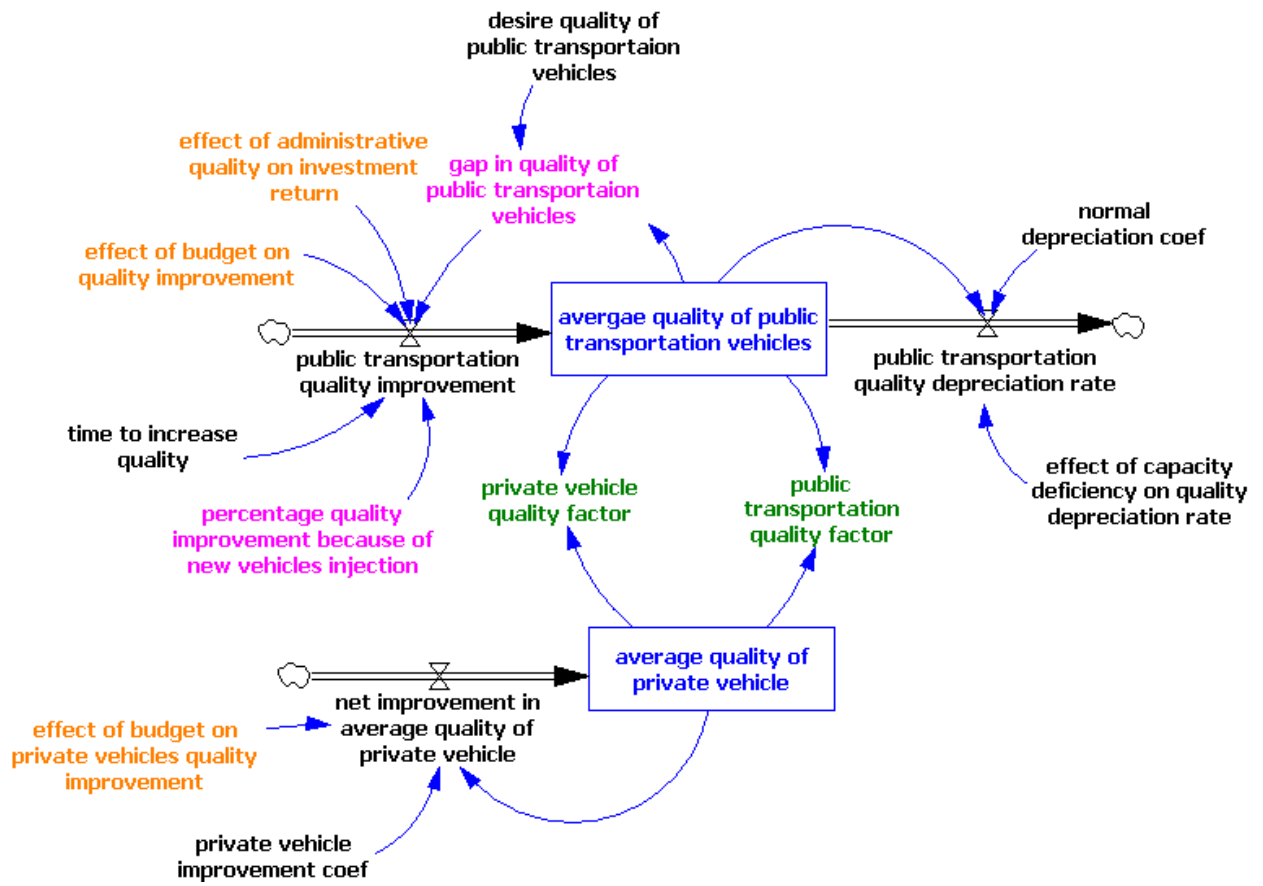 desire quality of
public transportaion
vehicles
effect of administrative
quality on investment
return
gap in quality of
public transportaion
vehicles
normal
depreciation coef
effect of budget on
quality improvement
avergae quality of public
transportation vehicles
public transportation
quality improvement
public transportation
quality depreciation rate
time to increase
quality
private vehicle
quality factor
public
transportation
quality factor
effect of capacity
deficiency on quality
depreciation rate
percentage quality
improvement because of
new vehicles injection
average quality of
private vehicle
net improvement in
average quality of
private vehicle
effect of budget on
private vehicles quality
improvement
private vehicle
improvement coef